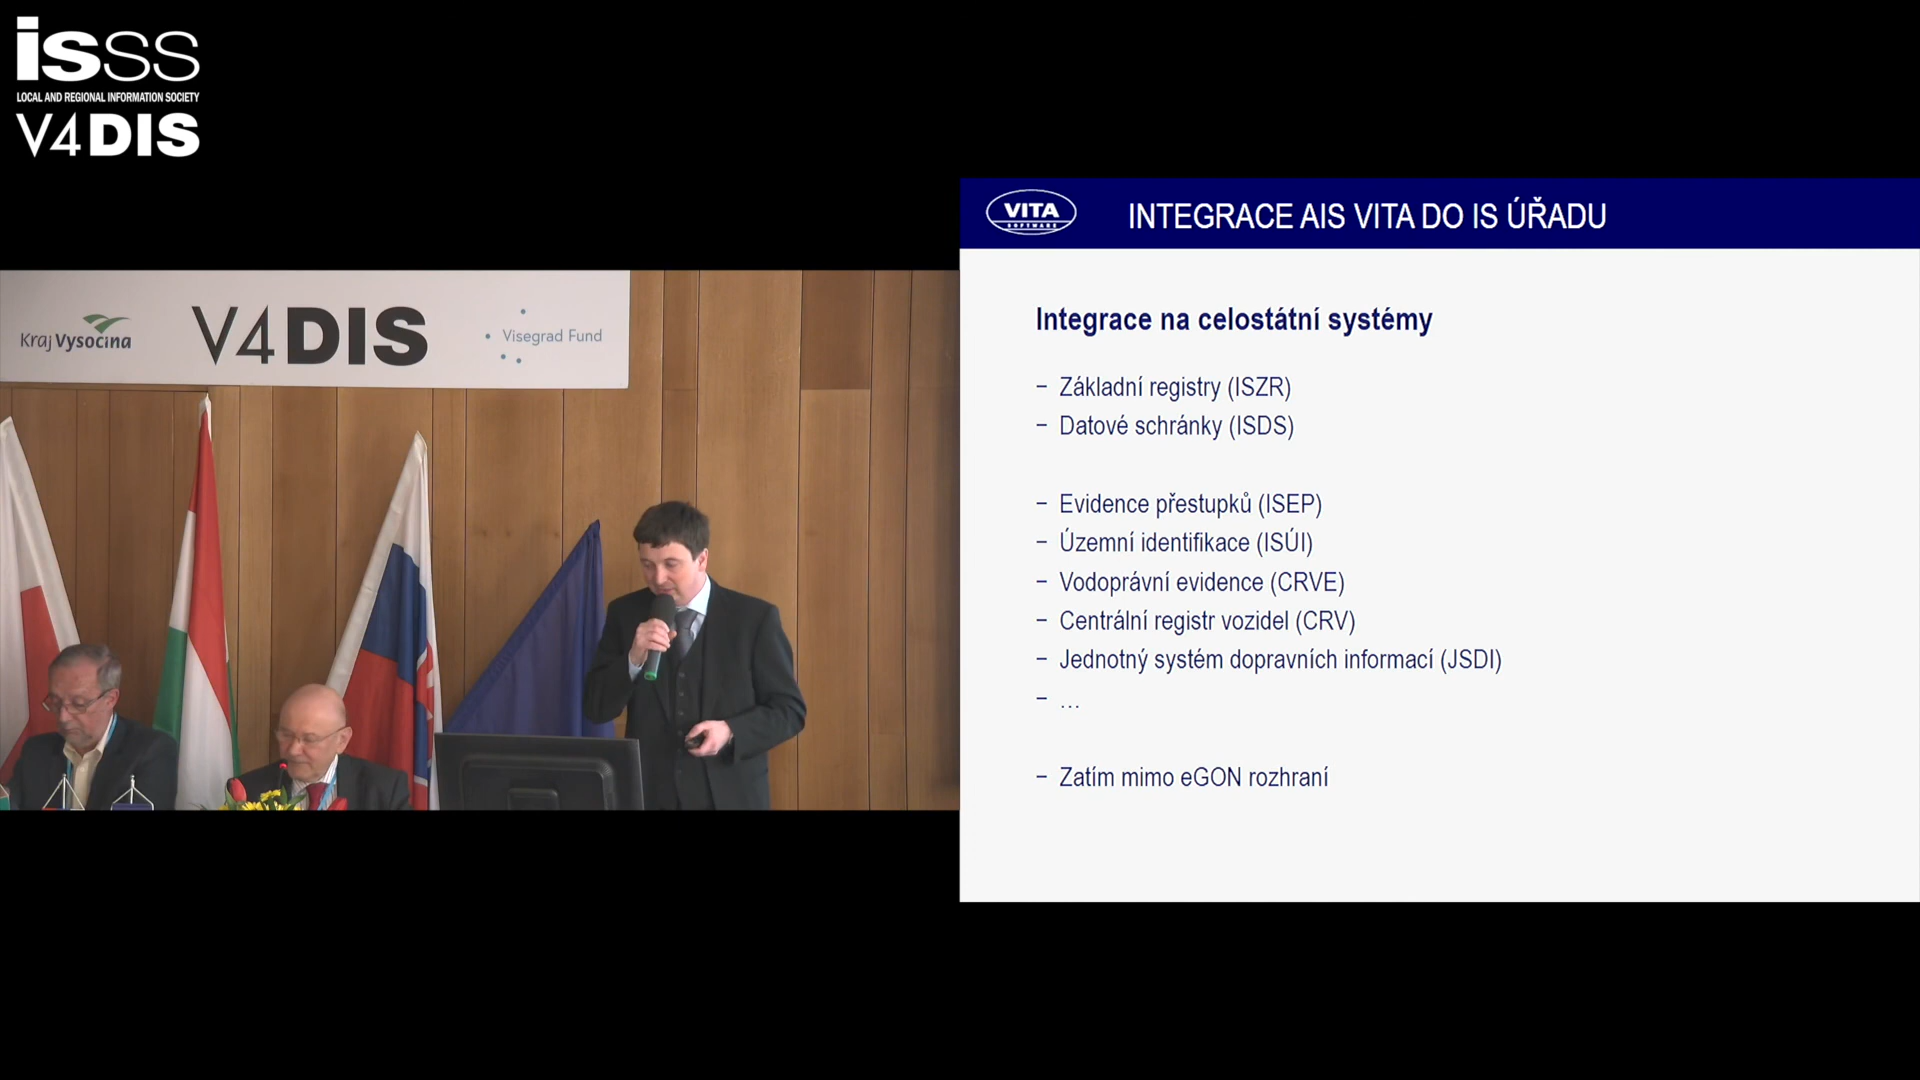 isss
LOCAL AND REGIONAL INFORMATION SOCIETY
V4DIS
Kraj Vysočina
V4DIS
Visegrad Fund
VITA
SOFTWARE
INTEGRACE AIS VITA DO IS ÚŘADU
Integrace na celostátní systémy
− Základní registry (ISZR)
− Datové schránky (ISDS)
− Evidence přestupků (ISEP)
− Územní identifikace (ISÚI)
− Vodoprávní evidence (CRVE)
− Centrální registr vozidel (CRV)
− Jednotný systém dopravních informací (JSDI)
− …
− Zatím mimo eGON rozhraní